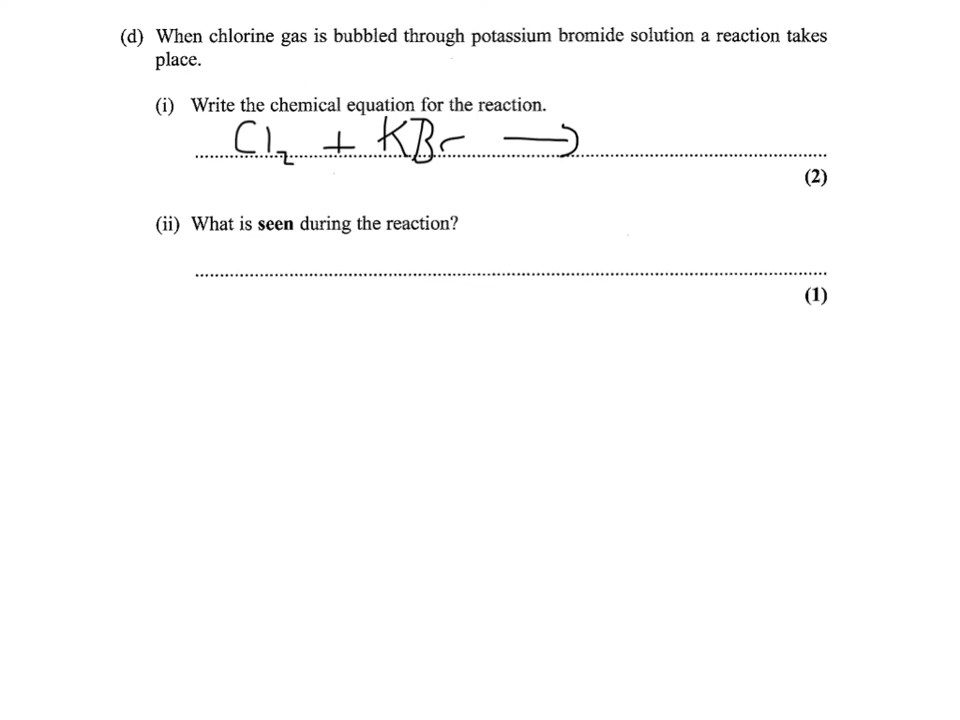 (d) When chlorine gas is bubbled through potassium bromide solution a reaction takes
place.
(i) Write the chemical equation for the reaction.
Cl₂ + KBr →
(2)
(ii) What is seen during the reaction?
(1)